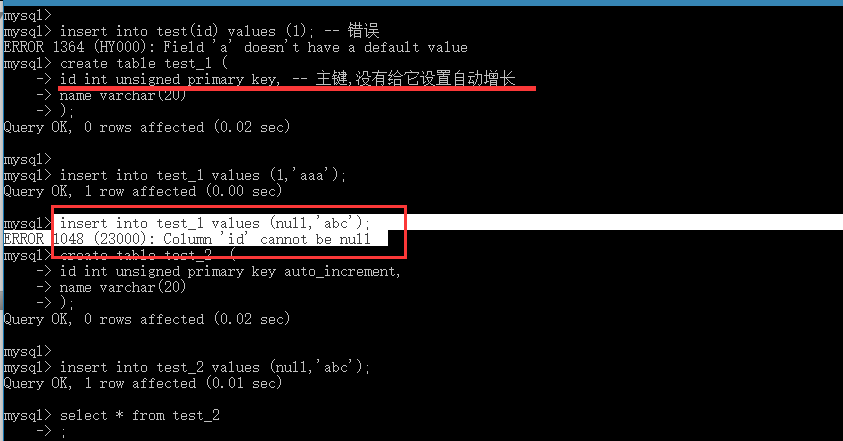 mysql>
mysql> insert into test(id) values (1); -- 错误
ERROR 1364 (HY000): Field 'a' doesn't have a default value
mysql> create table test_1 (
-> id int unsigned primary key, -- 主键,没有给它设置自动增长
-> name varchar(20)
-> );
Query OK, 0 rows affected (0.02 sec)
mysql>
mysql> insert into test_1 values (1,'aaa');
Query OK, 1 row affected (0.00 sec)
mysql> insert into test_1 values (null,'abc');
ERROR 1048 (23000): Column 'id' cannot be null
mysql> create table test_2 (
-> id int unsigned primary key auto_increment,
-> name varchar(20)
-> );
Query OK, 0 rows affected (0.02 sec)
mysql>
mysql> insert into test_2 values (null,'abc');
Query OK, 1 row affected (0.01 sec)
mysql> select * from test_2
-> ;